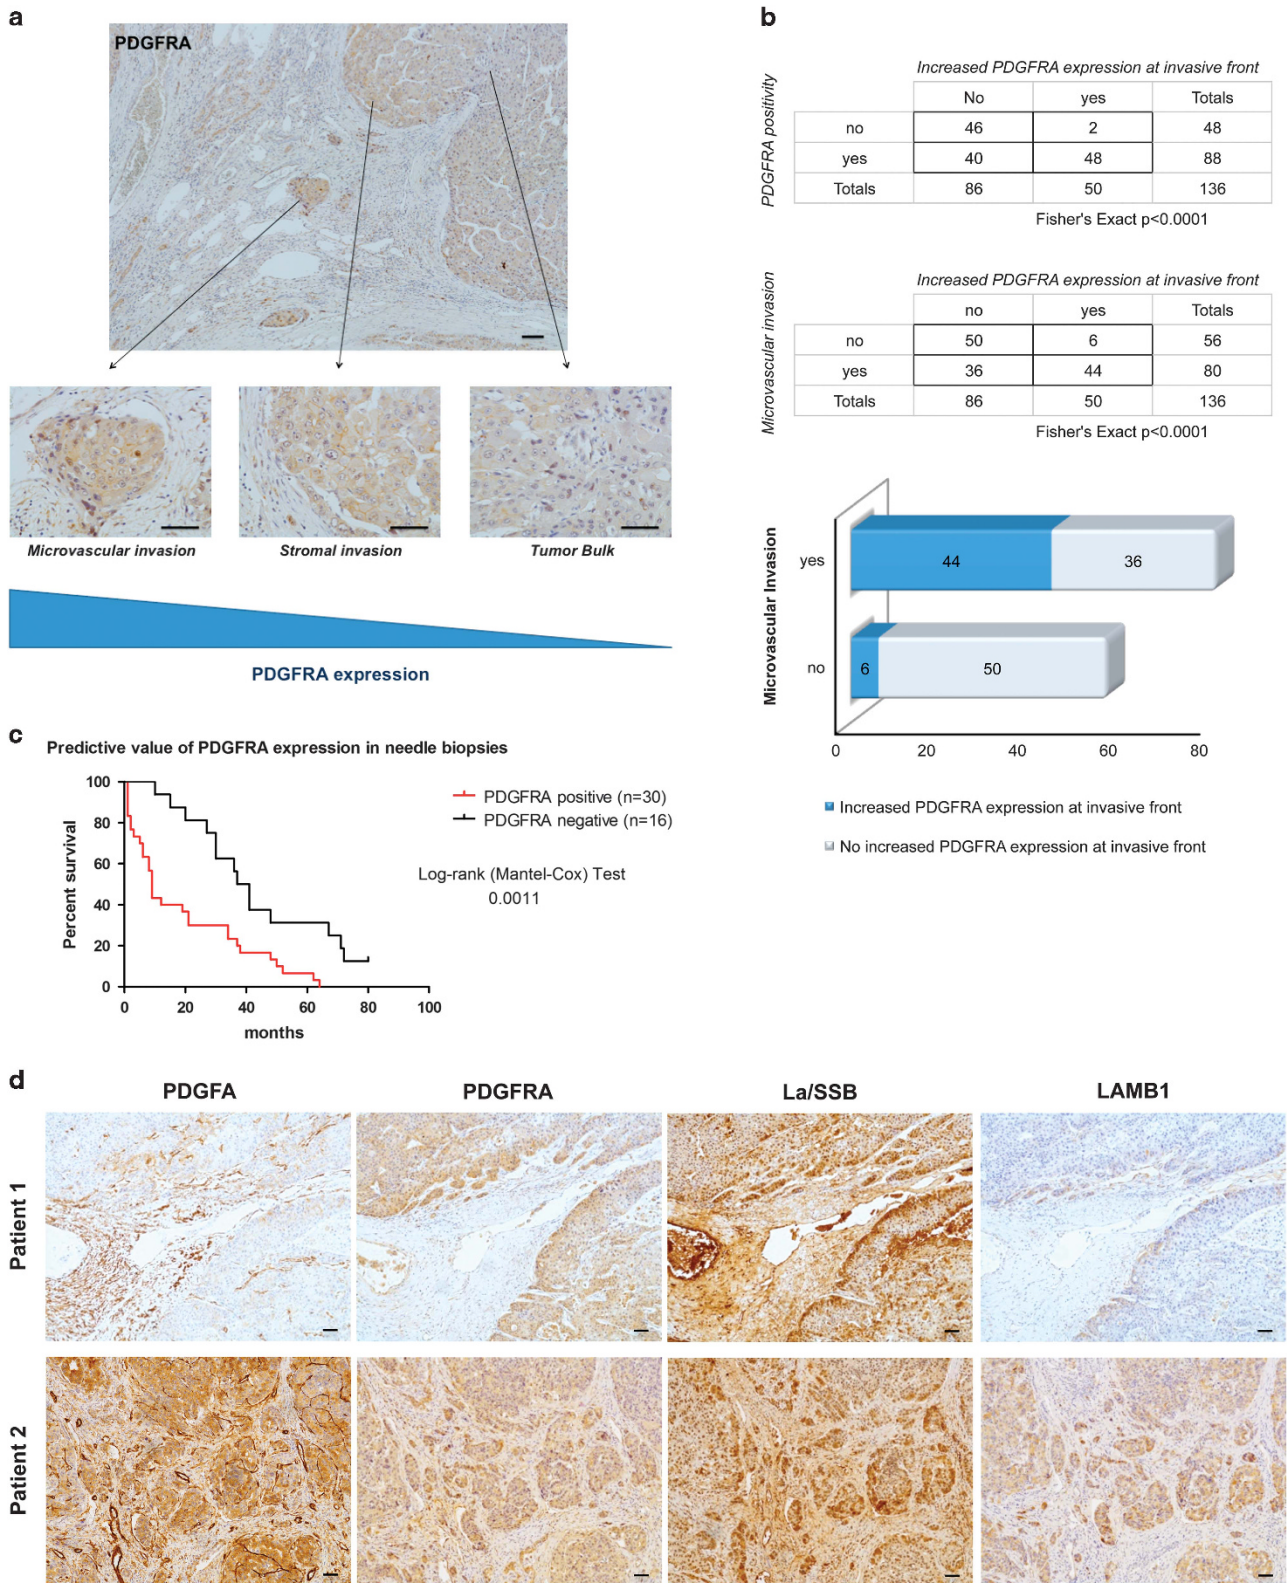 a
PDGFRA
Microvascular invasion
Stromal invasion
Tumor Bulk
PDGFRA expression
b
Increased PDGFRA expression at invasive front
PDGFRA positivity
No yes Totals
no 46 2 48
yes 40 48 88
Totals 86 50 136
Fisher's Exact p<0.0001
Increased PDGFRA expression at invasive front
Microvascular invasion
no yes Totals
no 50 6 56
yes 36 44 80
Totals 86 50 136
Fisher's Exact p<0.0001
Microvascular Invasion
yes 44 36
no 6 50
0 20 40 60 80
Increased PDGFRA expression at invasive front
No increased PDGFRA expression at invasive front
c
Predictive value of PDGFRA expression in needle biopsies
Percent survival
100
80
60
40
20
0
0 20 40 60 80 100
months
PDGFRA positive (n=30)
PDGFRA negative (n=16)
Log-rank (Mantel-Cox) Test
0.0011
d
PDGFA PDGFRA La/SSB LAMB1
Patient 1
Patient 2